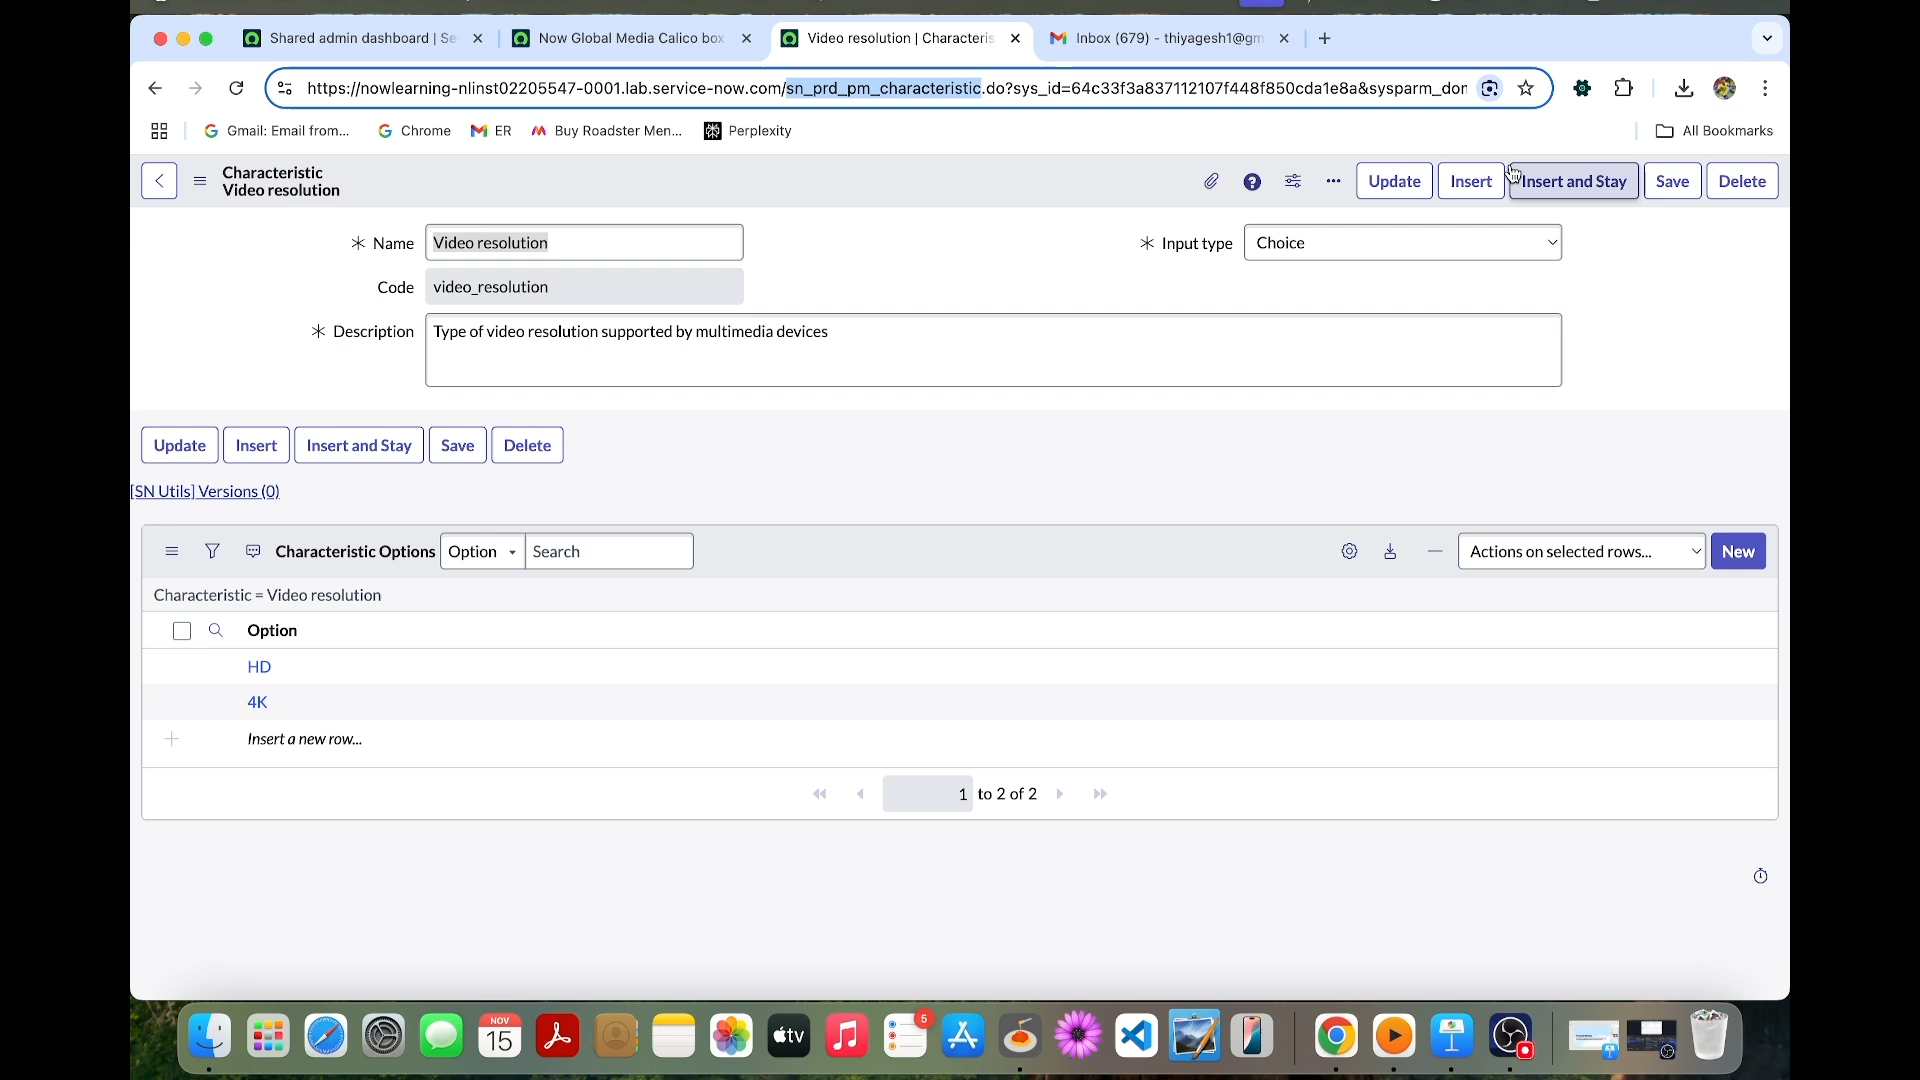 Shared admin dashboard | Se
Now Global Media Calico box
Video resolution | Characteris
Inbox (679) - thiyagesh1@gm
https://nowlearning-nlinst02205547-0001.lab.service-now.com/sn_prd_pm_characteristic.do?sys_id=64c33f3a837112107f448f850cda1e8a&sysparm_don
Gmail: Email from...
Chrome
ER
Buy Roadster Men...
Perplexity
All Bookmarks
Characteristic
Video resolution
Update
Insert
Insert and Stay
Save
Delete
Name
Video resolution
Input type
Choice
Code
video_resolution
Description
Type of video resolution supported by multimedia devices
Update
Insert
Insert and Stay
Save
Delete
[SN Utils] Versions (0)
Characteristic Options
Option
Search
Actions on selected rows...
New
Characteristic = Video resolution
Option
HD
4K
Insert a new row...
1 to 2 of 2
NOV
15
tv
5